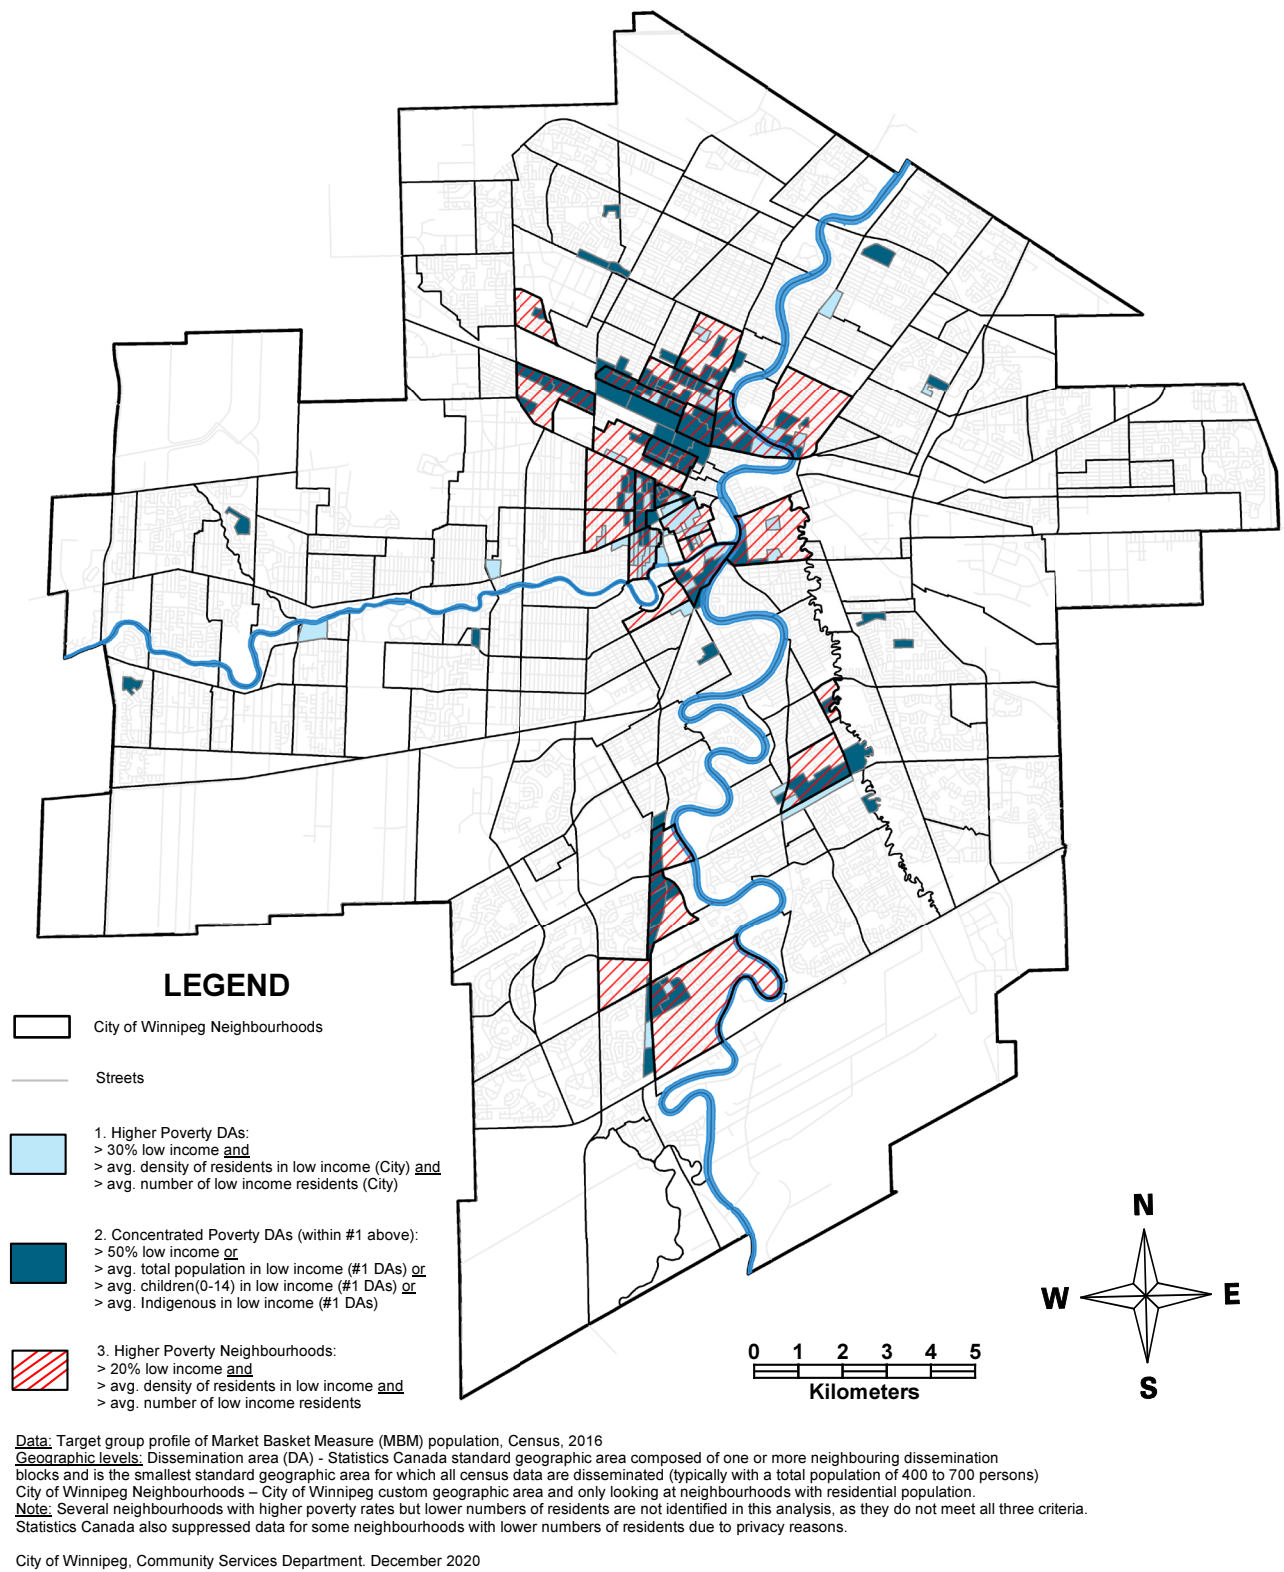 LEGEND
City of Winnipeg Neighbourhoods
Streets
1. Higher Poverty DAs:
> 30% low income and
> avg. density of residents in low income (City) and
> avg. number of low income residents (City)
2. Concentrated Poverty DAs (within #1 above):
> 50% low income or
> avg. total population in low income (#1 DAs) or
> avg. children(0-14) in low income (#1 DAs) or
> avg. Indigenous in low income (#1 DAs)
3. Higher Poverty Neighbourhoods:
> 20% low income and
> avg. density of residents in low income and
> avg. number of low income residents
N
W E
S
0 1 2 3 4 5
Kilometers
Data: Target group profile of Market Basket Measure (MBM) population, Census, 2016
Geographic levels: Dissemination area (DA) - Statistics Canada standard geographic area composed of one or more neighbouring dissemination
blocks and is the smallest standard geographic area for which all census data are disseminated (typically with a total population of 400 to 700 persons)
City of Winnipeg Neighbourhoods – City of Winnipeg custom geographic area and only looking at neighbourhoods with residential population.
Note: Several neighbourhoods with higher poverty rates but lower numbers of residents are not identified in this analysis, as they do not meet all three criteria.
Statistics Canada also suppressed data for some neighbourhoods with lower numbers of residents due to privacy reasons.
City of Winnipeg, Community Services Department. December 2020